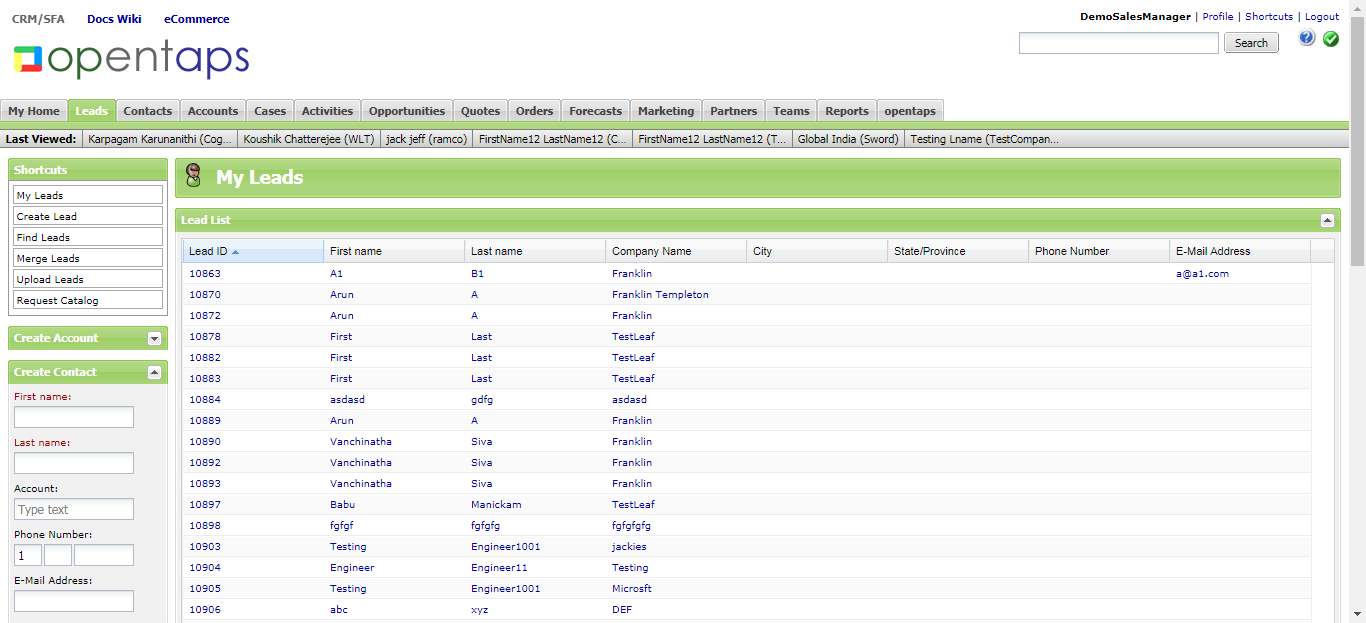 CRM/SFA Docs Wiki eCommerce
DemoSalesManager | Profile | Shortcuts | Logout
opentaps
Search
My Home Leads Contacts Accounts Cases Activities Opportunities Quotes Orders Forecasts Marketing Partners Teams Reports opentaps
Last Viewed: Karpagam Karunanithi (Cog... Koushik Chatterejee (WLT) jack jeff (ramco) FirstName12 LastName12 (C... FirstName12 LastName12 (T... Global India (Sword) Testing Lname (TestCompan...
Shortcuts
My Leads
Create Lead
Find Leads
Merge Leads
Upload Leads
Request Catalog
Create Account
Create Contact
First name:
Last name:
Account:
Type text
Phone Number:
1
E-Mail Address:
My Leads
Lead List
Lead ID First name Last name Company Name City State/Province Phone Number E-Mail Address
10863 A1 B1 Franklin a@a1.com
10870 Arun A Franklin Templeton
10872 Arun A Franklin
10878 First Last TestLeaf
10882 First Last TestLeaf
10883 First Last TestLeaf
10884 asdasd gdfg asdasd
10889 Arun A Franklin
10890 Vanchinatha Siva Franklin
10892 Vanchinatha Siva Franklin
10893 Vanchinatha Siva Franklin
10897 Babu Manickam TestLeaf
10898 fgfgf fgfgfg fgfgfgfg
10903 Testing Engineer1001 jackies
10904 Engineer Engineer11 Testing
10905 Testing Engineer1001 Microsft
10906 abc xyz DEF